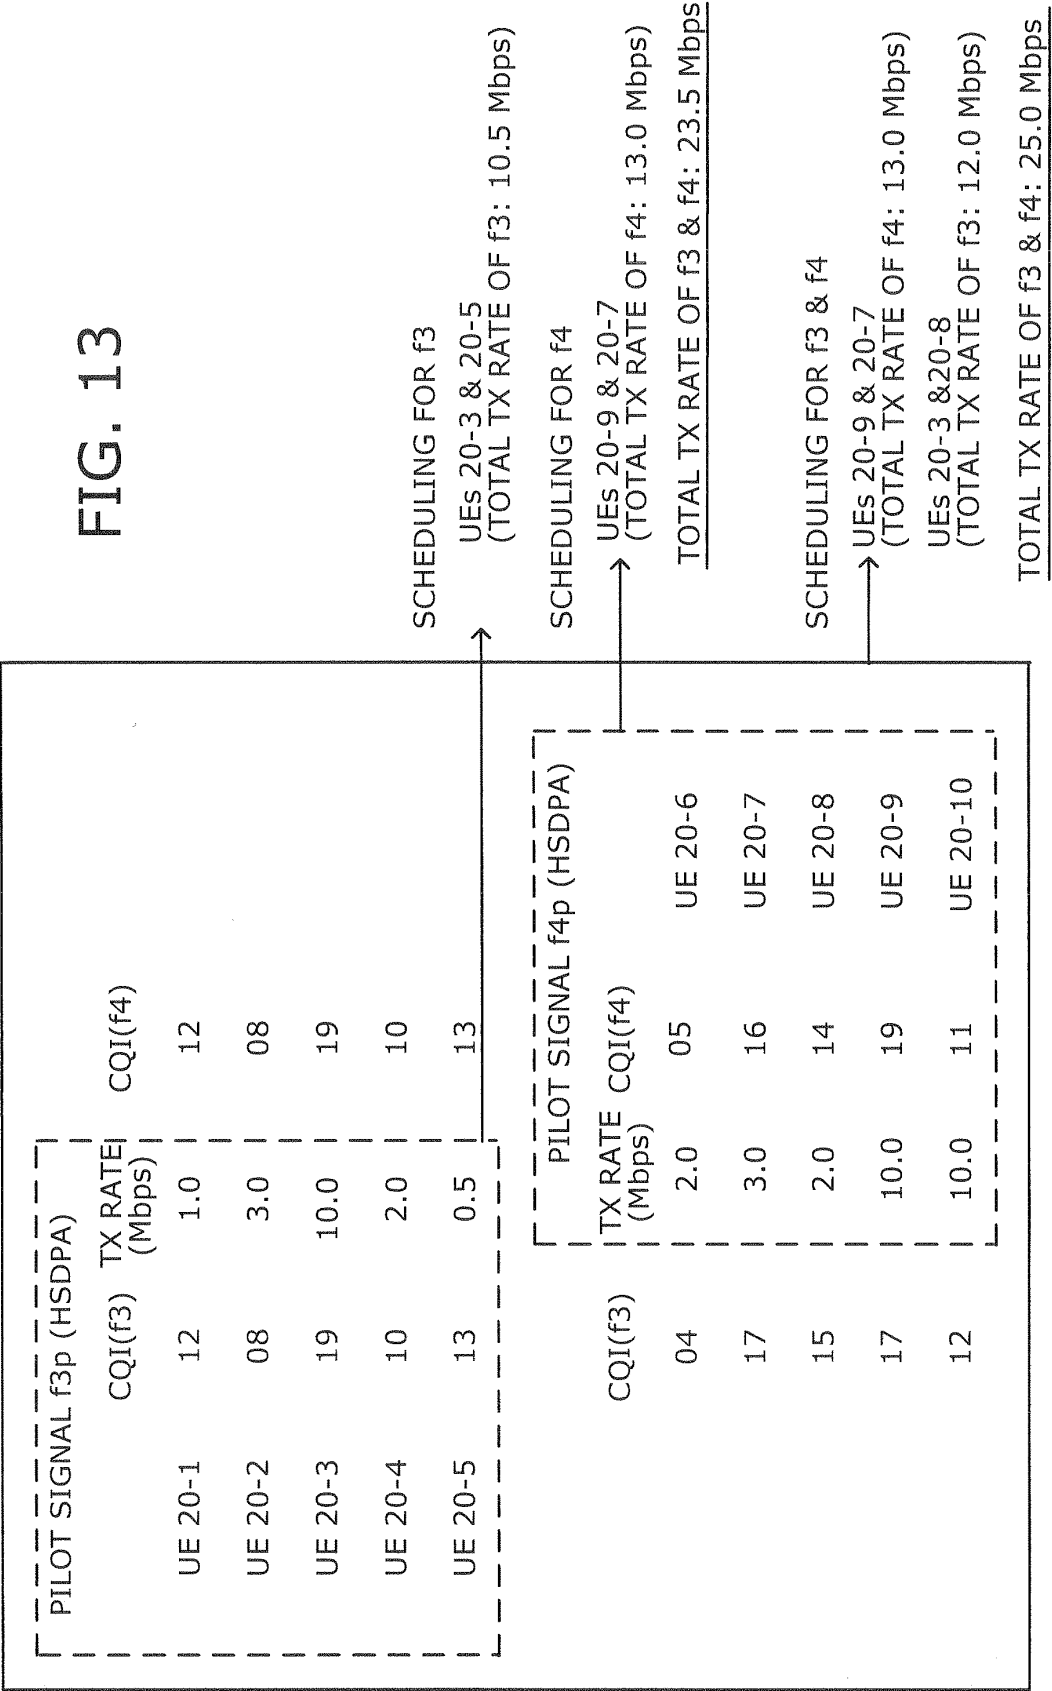 FIG. 13
PILOT SIGNAL f3p (HSDPA)
CQI(f3) TX RATE (Mbps) CQI(f4)
UE 20-1 12 1.0 12
UE 20-2 08 3.0 08
UE 20-3 19 10.0 19
UE 20-4 10 2.0 10
UE 20-5 13 0.5 13
PILOT SIGNAL f4p (HSDPA)
CQI(f3) TX RATE (Mbps) CQI(f4)
04 2.0 05 UE 20-6
17 3.0 16 UE 20-7
15 2.0 14 UE 20-8
17 10.0 19 UE 20-9
12 10.0 11 UE 20-10
SCHEDULING FOR f3
UEs 20-3 & 20-5
(TOTAL TX RATE OF f3: 10.5 Mbps)
SCHEDULING FOR f4
UEs 20-9 & 20-7
(TOTAL TX RATE OF f4: 13.0 Mbps)
TOTAL TX RATE OF f3 & f4: 23.5 Mbps
SCHEDULING FOR f3 & f4
UEs 20-9 & 20-7
(TOTAL TX RATE OF f4: 13.0 Mbps)
UEs 20-3 &20-8
(TOTAL TX RATE OF f3: 12.0 Mbps)
TOTAL TX RATE OF f3 & f4: 25.0 Mbps